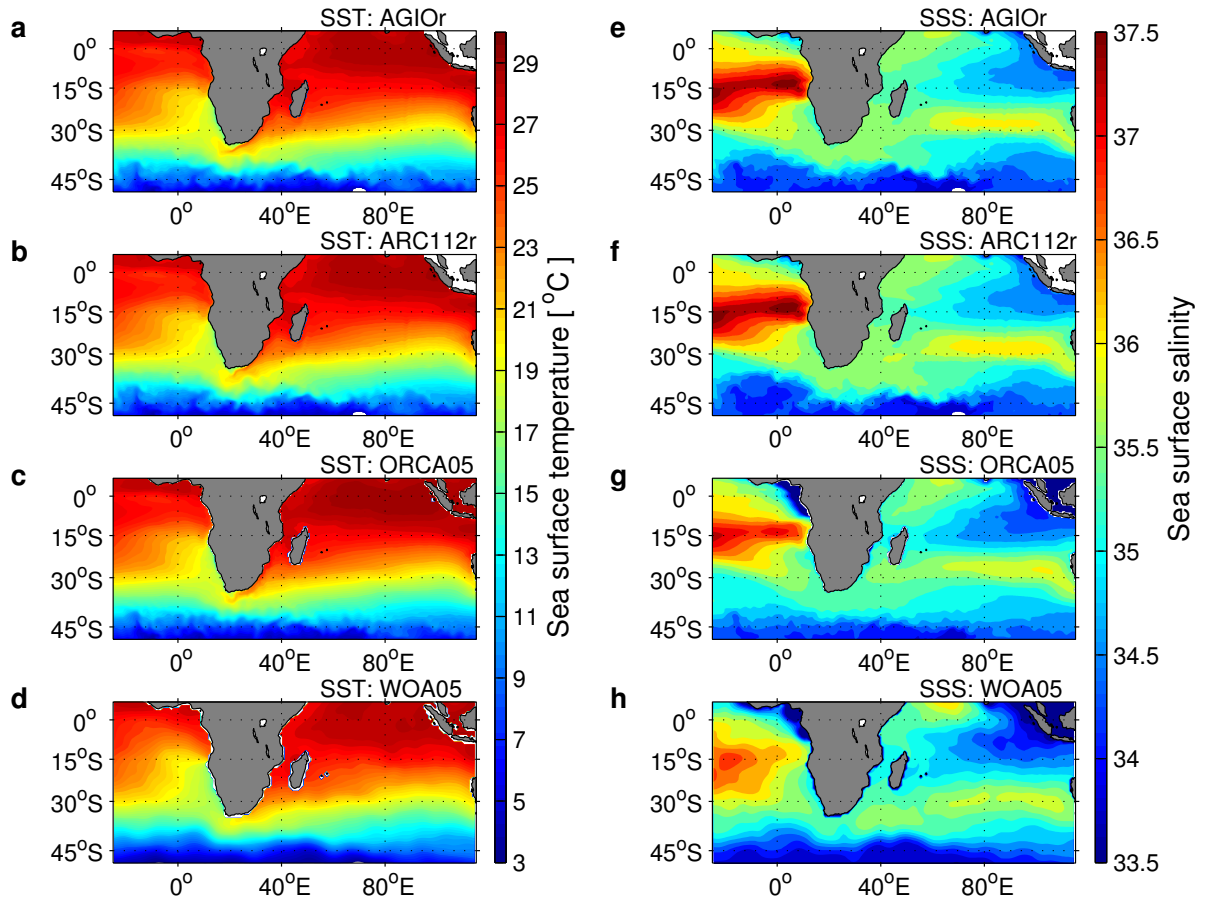 a
SST: AGIOr
0°
15°S
30°S
45°S
0°
40°E
80°E
b
SST: ARC112r
0°
15°S
30°S
45°S
0°
40°E
80°E
c
SST: ORCA05
0°
15°S
30°S
45°S
0°
40°E
80°E
d
SST: WOA05
0°
15°S
30°S
45°S
0°
40°E
80°E
29
27
25
23
21
19
17
15
13
11
9
7
5
3
Sea surface temperature [ °C ]
e
SSS: AGIOr
0°
15°S
30°S
45°S
0°
40°E
80°E
f
SSS: ARC112r
0°
15°S
30°S
45°S
0°
40°E
80°E
g
SSS: ORCA05
0°
15°S
30°S
45°S
0°
40°E
80°E
h
SSS: WOA05
0°
15°S
30°S
45°S
0°
40°E
80°E
37.5
37
36.5
36
35.5
35
34.5
34
33.5
Sea surface salinity